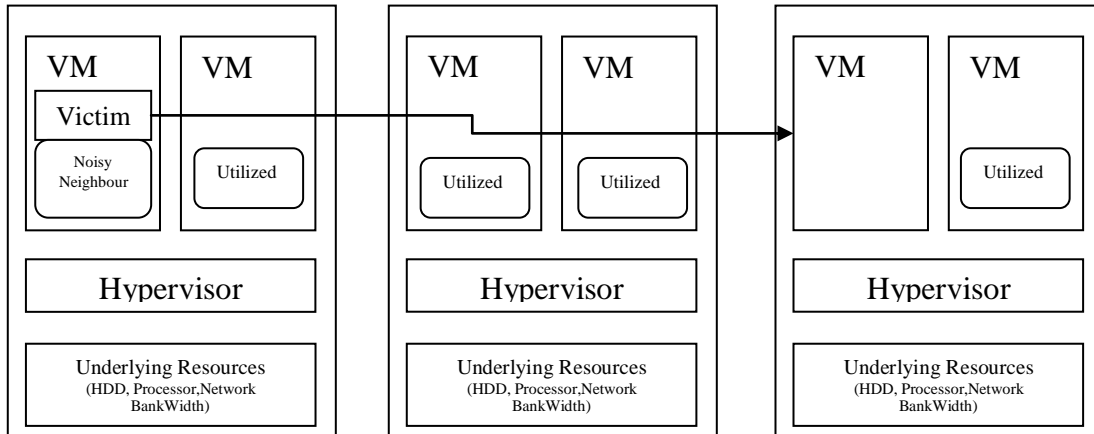 VM
Victim
Noisy
Neighbour
VM
Utilized
Hypervisor
Underlying Resources
(HDD, Processor,Network
BankWidth)
VM
Utilized
VM
Utilized
Hypervisor
Underlying Resources
(HDD, Processor,Network
BankWidth)
VM
VM
Utilized
Hypervisor
Underlying Resources
(HDD, Processor,Network
BankWidth)